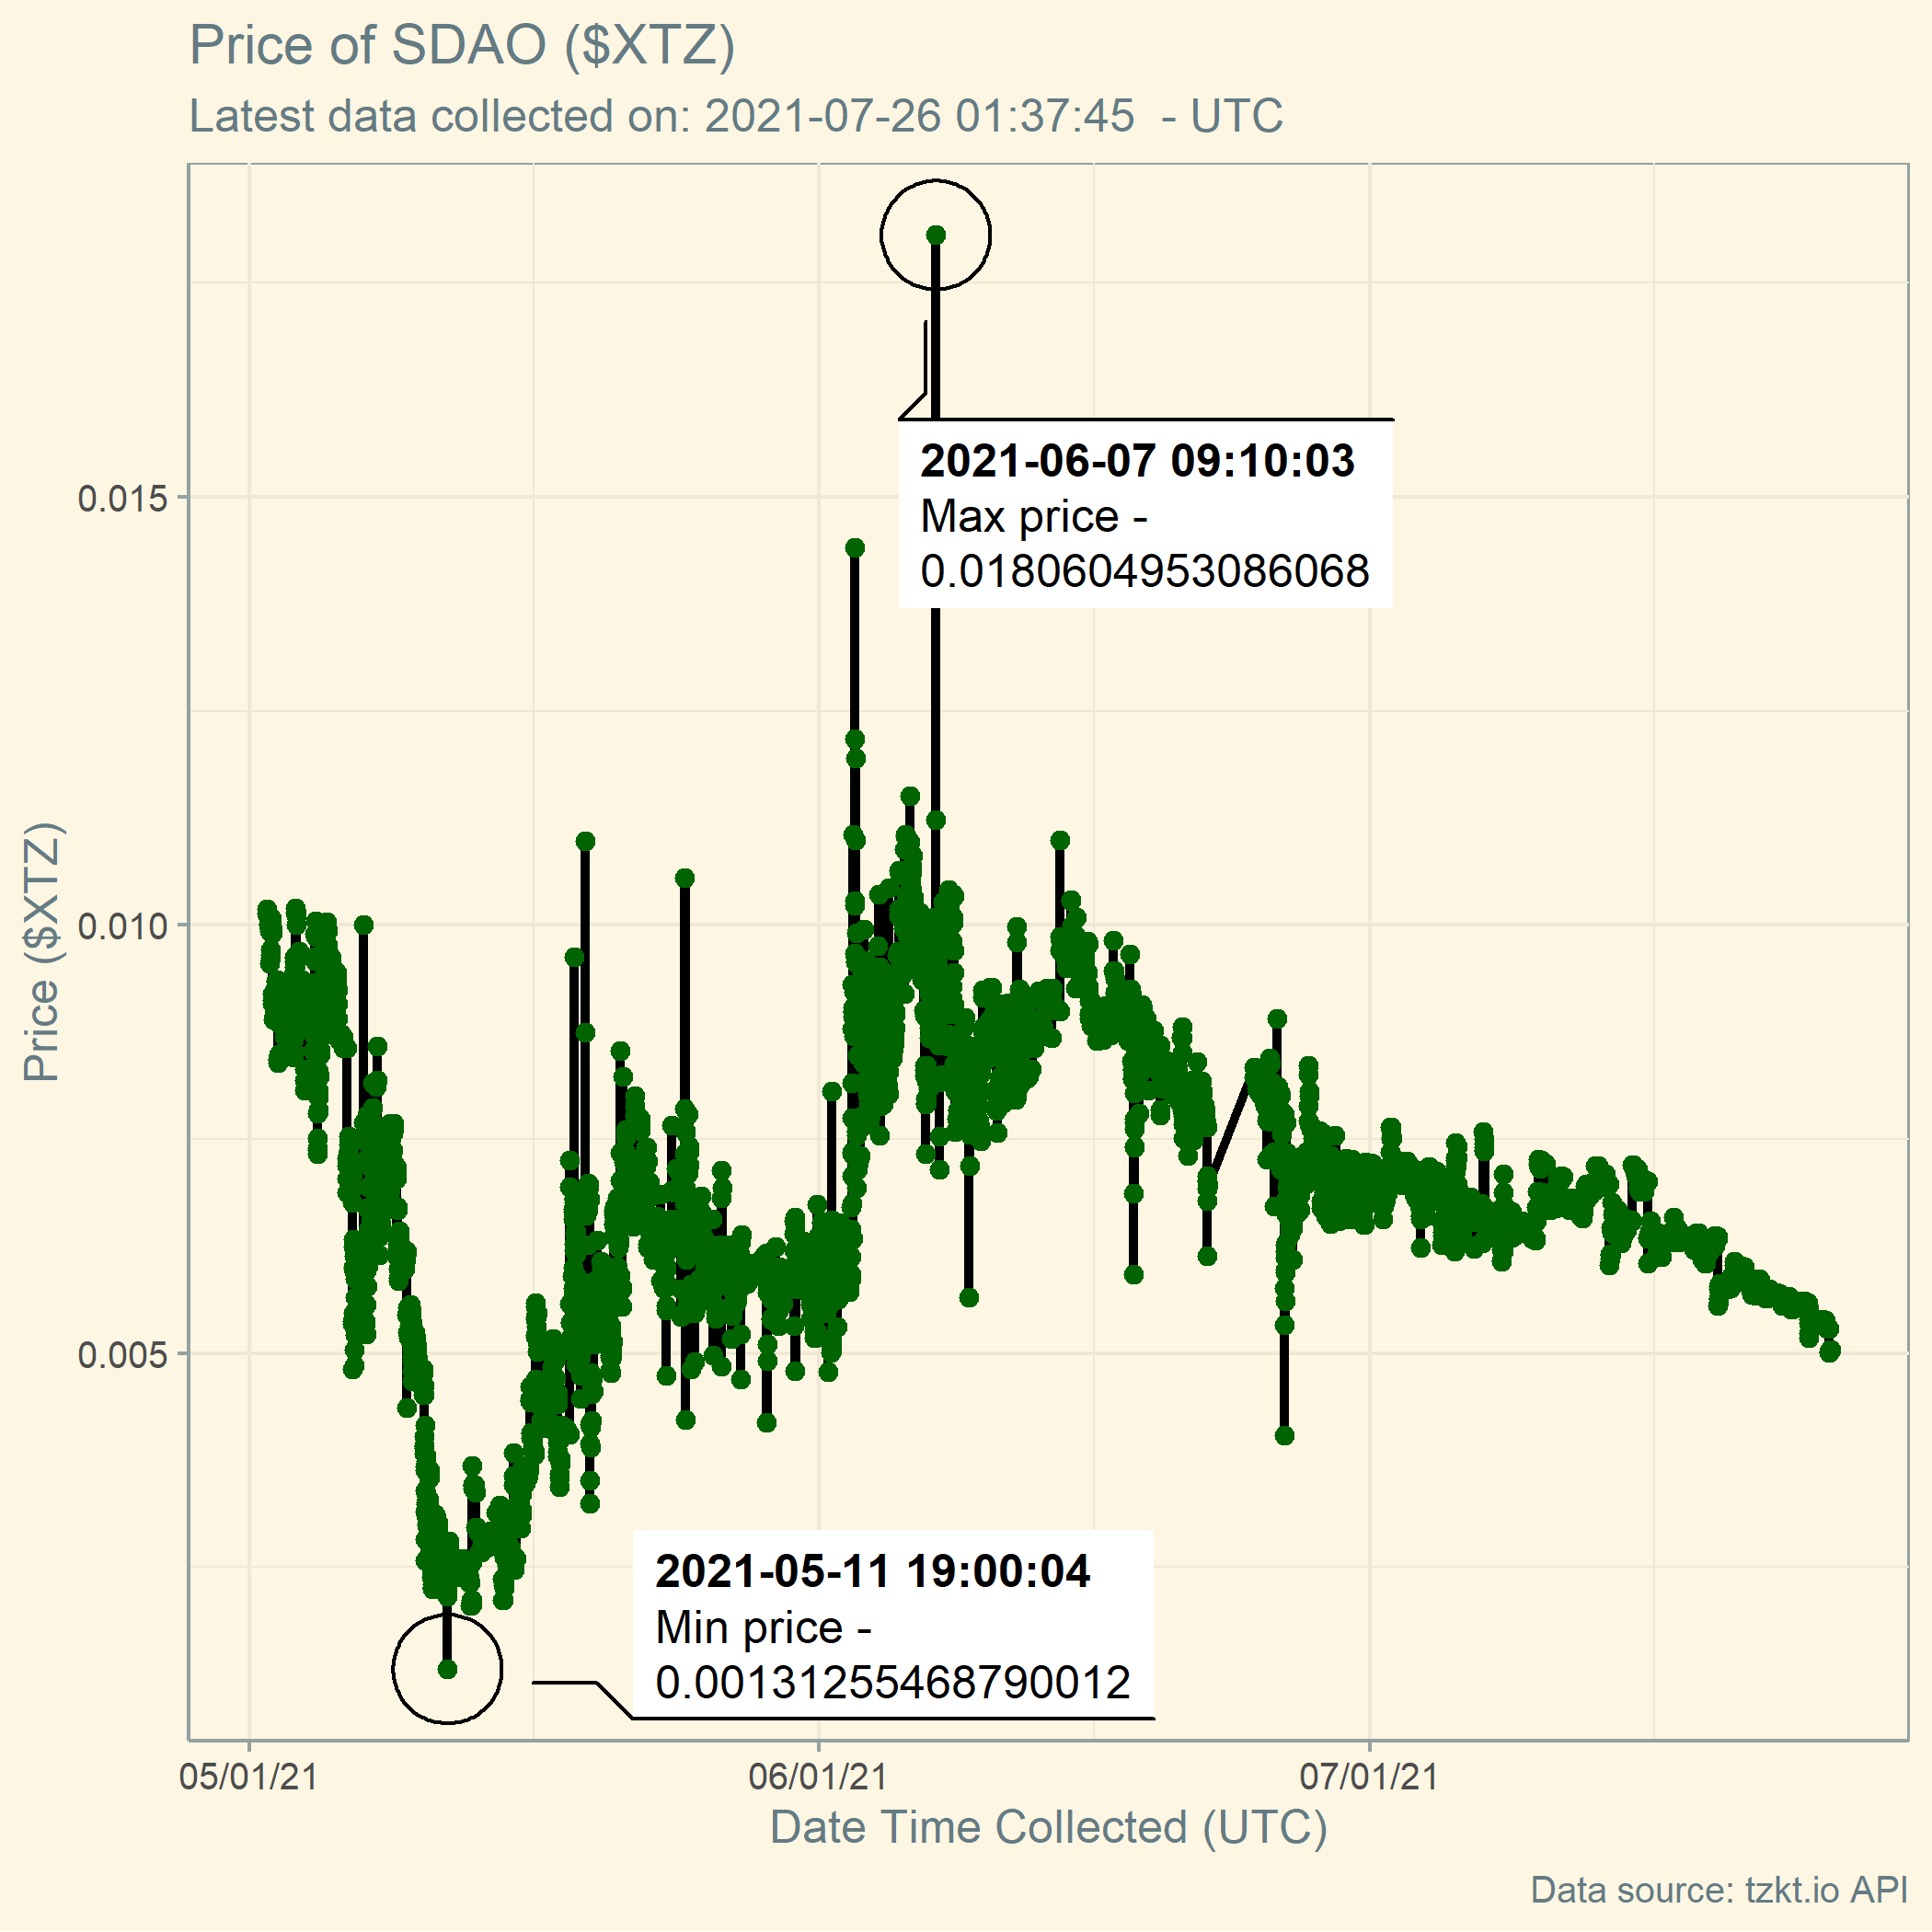 Price of SDAO ($XTZ)
Latest data collected on: 2021-07-26 01:37:45  - UTC
2021-06-07 09:10:03
Max price -
0.0180604953086068
0.015
0.010
0.005
Price ($XTZ)
2021-05-11 19:00:04
Min price -
0.00131255468790012
05/01/21
06/01/21
07/01/21
Date Time Collected (UTC)
Data source: tzkt.io API